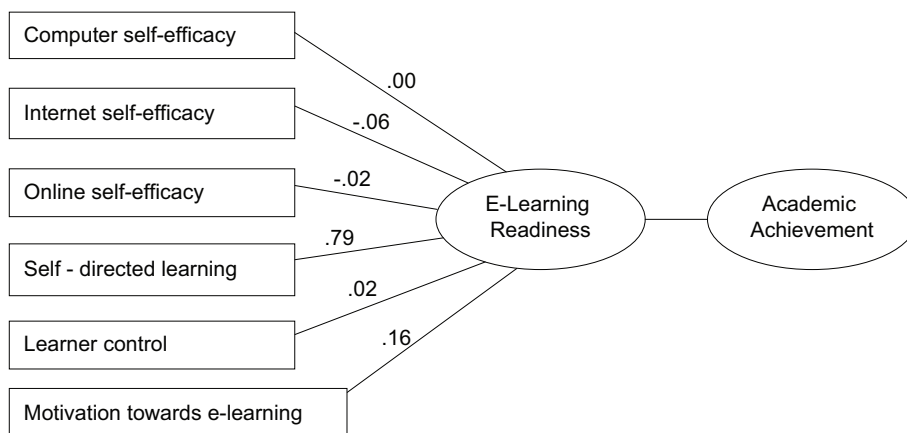 Computer self-efficacy
.00
Internet self-efficacy
-.06
Online self-efficacy
-.02
E-Learning
Readiness
Academic
Achievement
Self - directed learning
.79
Learner control
.02
Motivation towards e-learning
.16